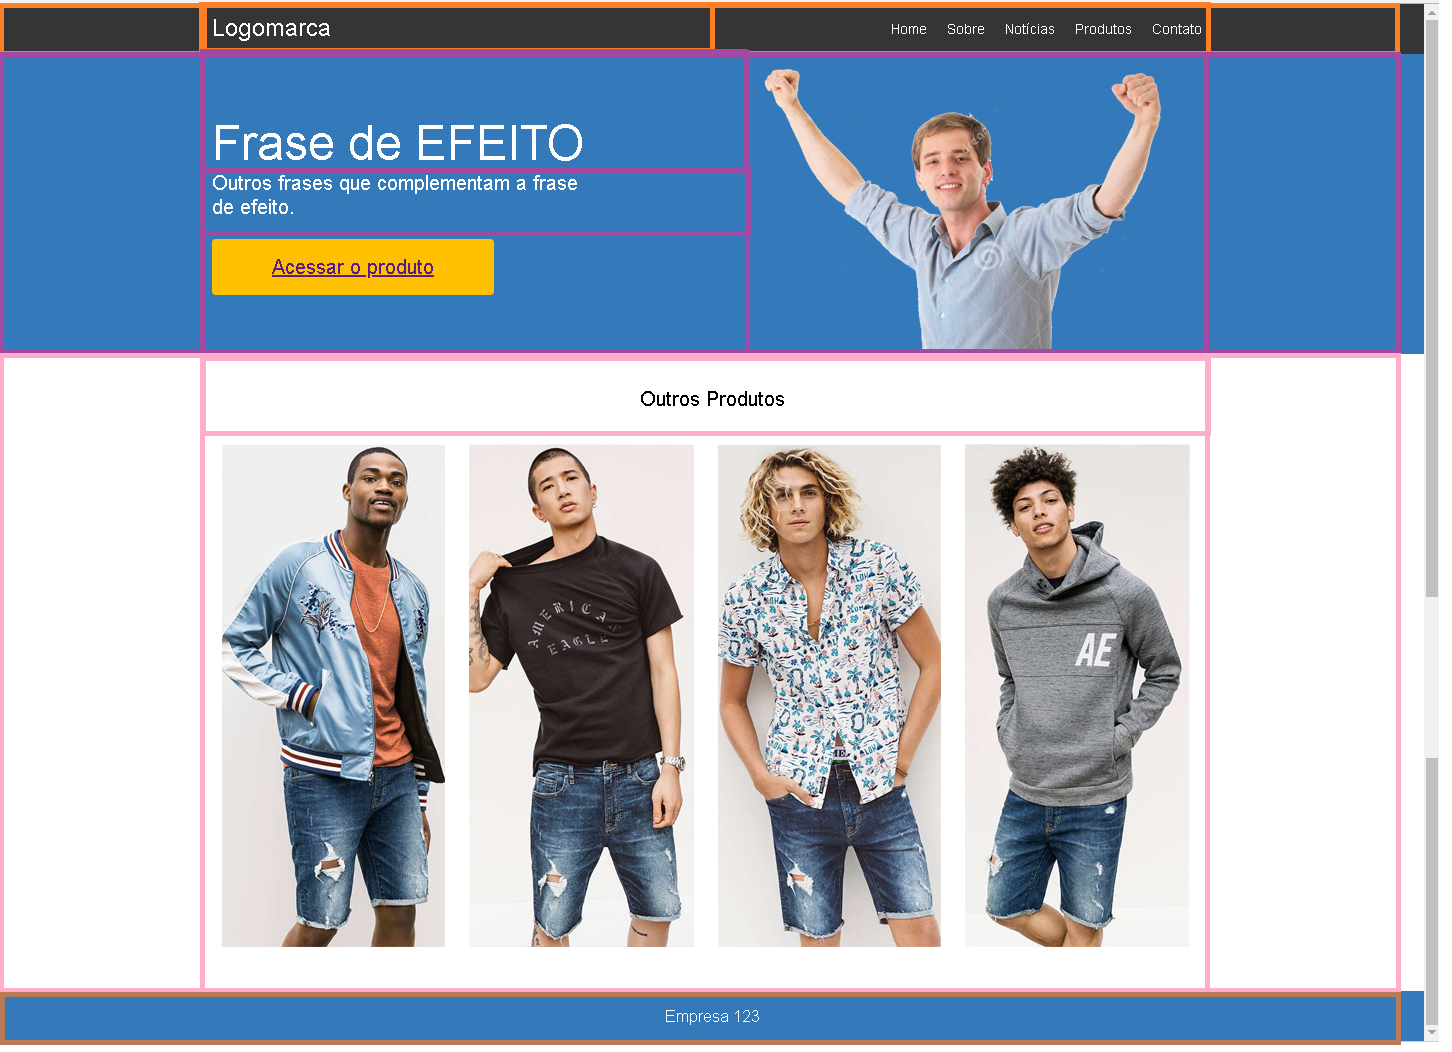 Logomarca
Home Sobre Notícias Produtos Contato
Frase de EFEITO
Outros frases que complementam a frase
de efeito.
Acessar o produto
Outros Produtos
AMERICAN
EAGLE
AE
Empresa 123